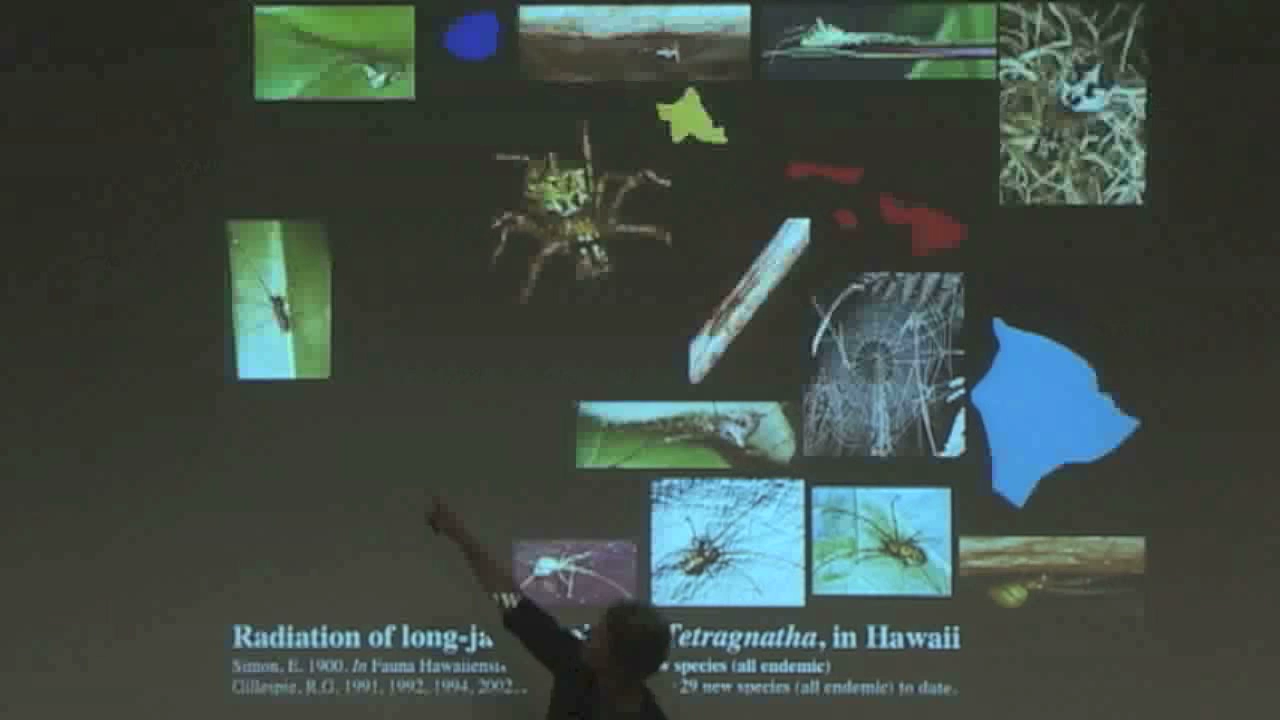 Radiation of long-ja Tetragnatha, in Hawaii
Simon, E. 1900. In Fauna Hawaiiensis species (all endemic)
Gillespie, R.G. 1991, 1992, 1994, 2002... 29 new species (all endemic) to date.